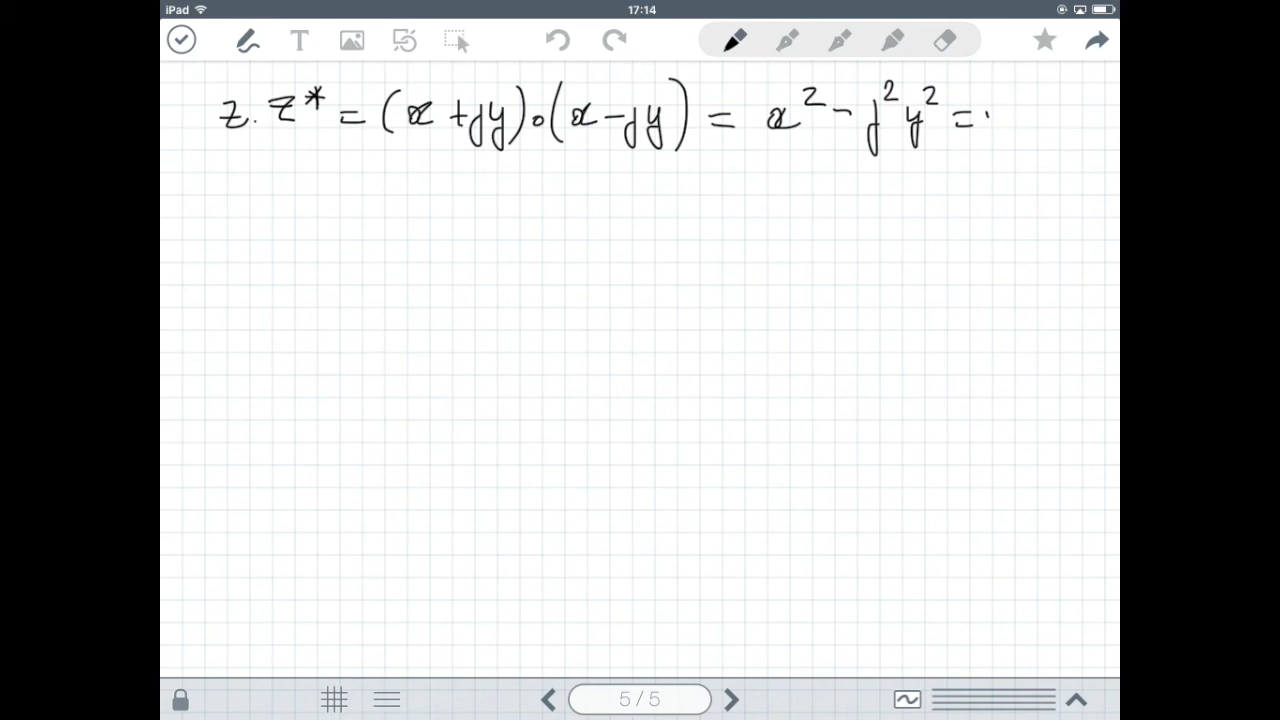 iPad 17:14
T
z . z* = (x + jy) ∘ (x - jy) = x² - j²y² =
5 / 5